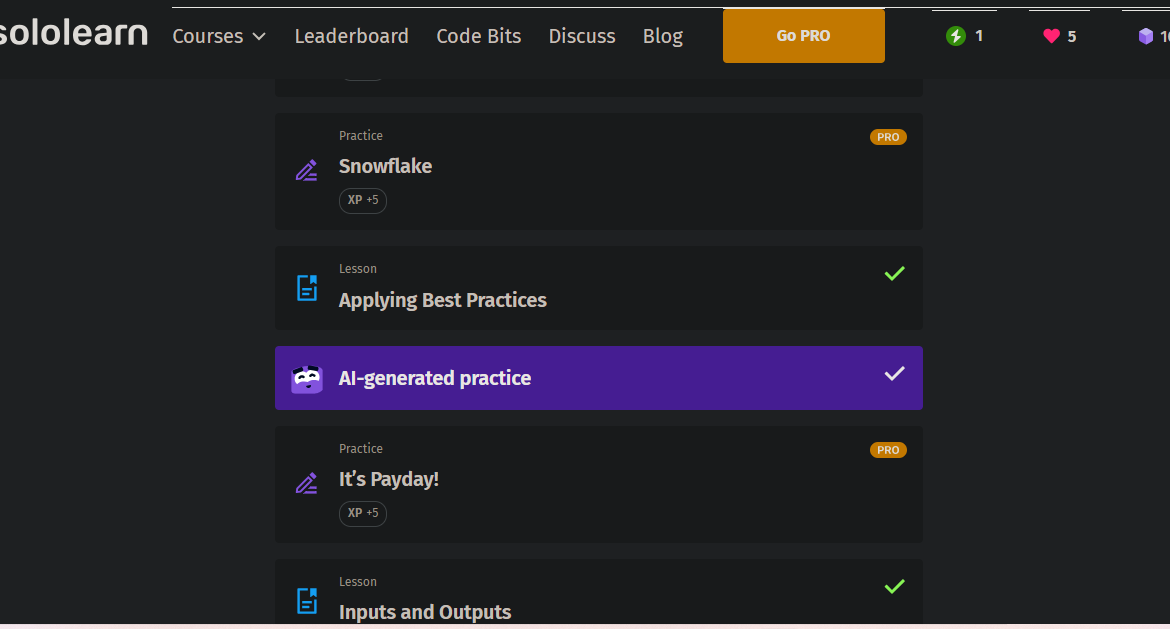 sololearn Courses Leaderboard Code Bits Discuss Blog Go PRO 1 5
Practice PRO
Snowflake
XP +5
Lesson
Applying Best Practices
AI-generated practice
Practice PRO
It's Payday!
XP +5
Lesson
Inputs and Outputs